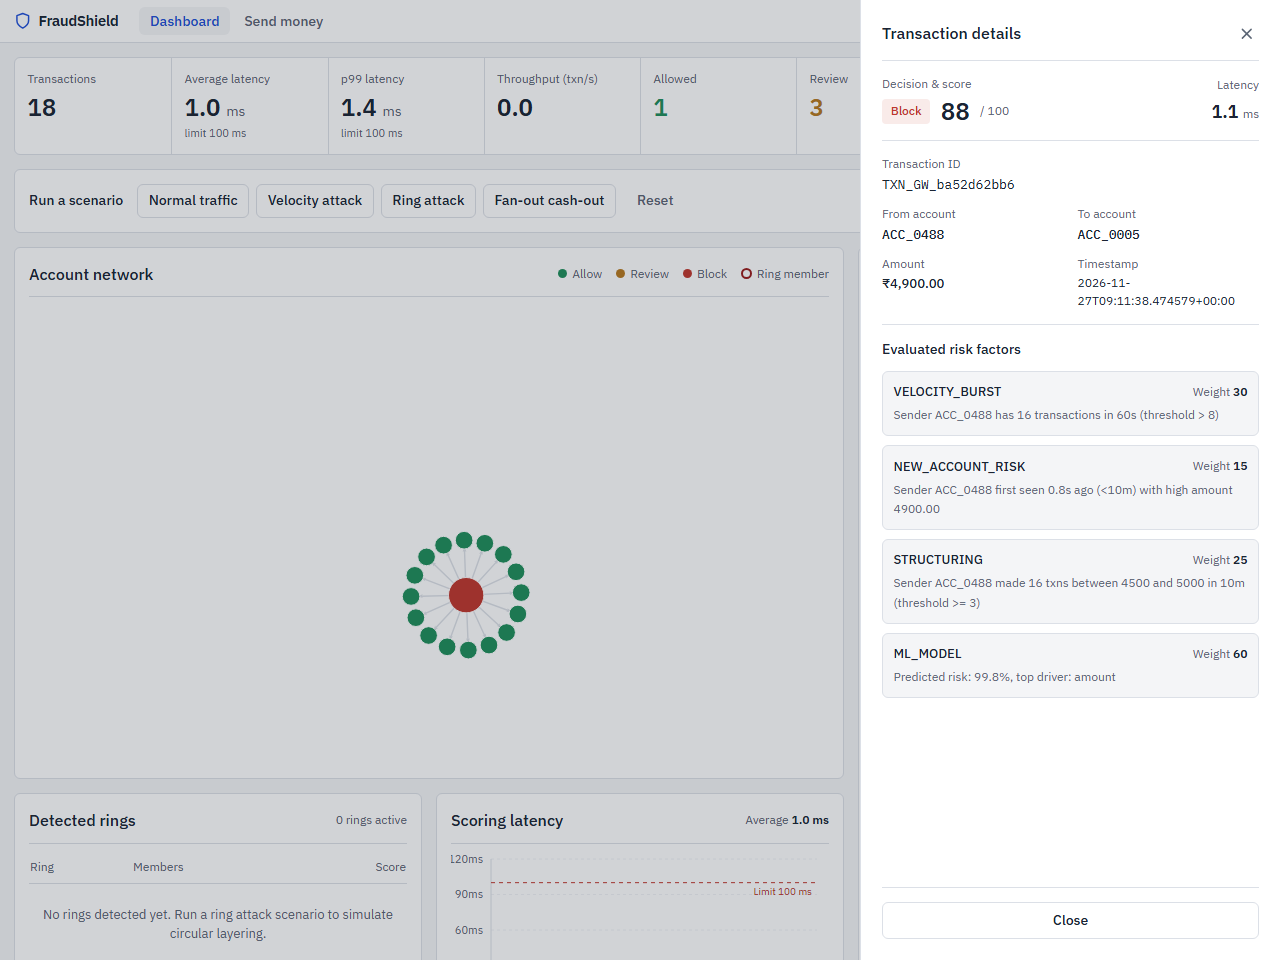 FraudShield
Dashboard
Send money
Transactions
18
Average latency
1.0 ms
limit 100 ms
p99 latency
1.4 ms
limit 100 ms
Throughput (txn/s)
0.0
Allowed
1
Review
3
Run a scenario
Normal traffic
Velocity attack
Ring attack
Fan-out cash-out
Reset
Account network
Allow
Review
Block
Ring member
Detected rings
0 rings active
Ring
Members
Score
No rings detected yet. Run a ring attack scenario to simulate
circular layering.
Scoring latency
Average 1.0 ms
120ms
Limit 100 ms
90ms
60ms
Transaction details
Decision & score
Latency
Block
88 / 100
1.1 ms
Transaction ID
TXN_GW_ba52d62bb6
From account
To account
ACC_0488
ACC_0005
Amount
Timestamp
₹4,900.00
2026-11-
27T09:11:38.474579+00:00
Evaluated risk factors
VELOCITY_BURST
Weight 30
Sender ACC_0488 has 16 transactions in 60s (threshold > 8)
NEW_ACCOUNT_RISK
Weight 15
Sender ACC_0488 first seen 0.8s ago (<10m) with high amount
4900.00
STRUCTURING
Weight 25
Sender ACC_0488 made 16 txns between 4500 and 5000 in 10m
(threshold >= 3)
ML_MODEL
Weight 60
Predicted risk: 99.8%, top driver: amount
Close